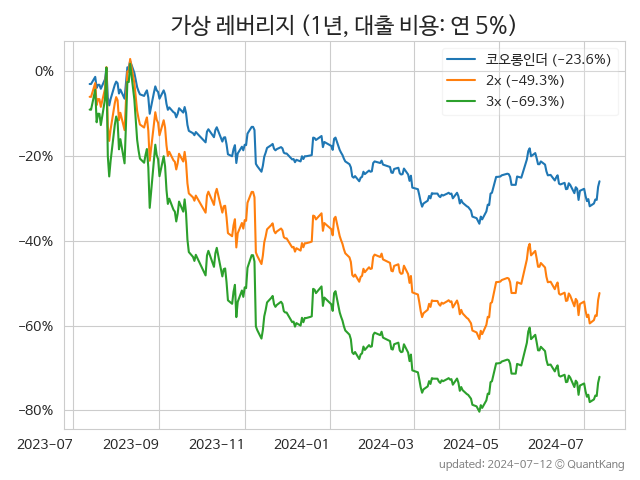 가상 레버리지 (1년, 대출 비용: 연 5%)
코오롱인더 (−23.6%)
2x (−49.3%)
3x (−69.3%)
0%
−20%
−40%
−60%
−80%
2023-07 2023-09 2023-11 2024-01 2024-03 2024-05 2024-07
updated: 2024-07-12 © QuantKang